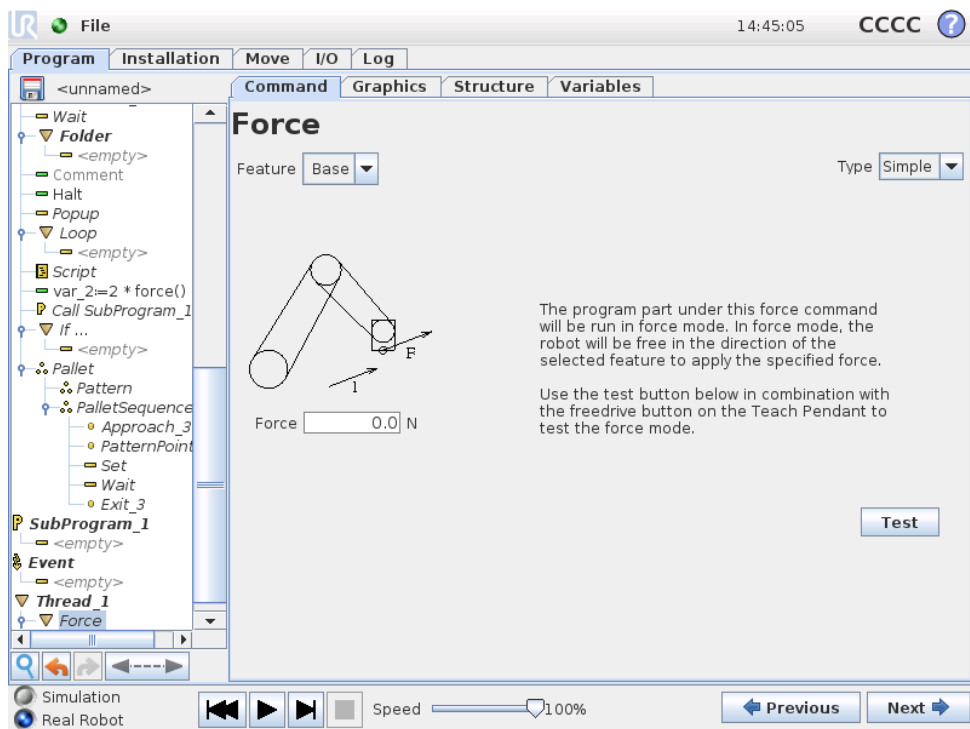 UR File 14:45:05 CCCC ?
Program Installation Move I/O Log
<unnamed>
Command Graphics Structure Variables
Wait
Folder
<empty>
Comment
Halt
Popup
Loop
<empty>
Script
var_2:=2 * force()
Call SubProgram_1
If ...
<empty>
Pallet
Pattern
PalletSequence
Approach_3
PatternPoint
Set
Wait
Exit_3
P SubProgram_1
<empty>
Event
<empty>
Thread_1
Force
Force
Feature Base Type Simple
F
1
Force 0.0 N
The program part under this force command
will be run in force mode. In force mode, the
robot will be free in the direction of the
selected feature to apply the specified force.
Use the test button below in combination with
the freedrive button on the Teach Pendant to
test the force mode.
Test
Simulation
Real Robot
Speed 100%
Previous Next